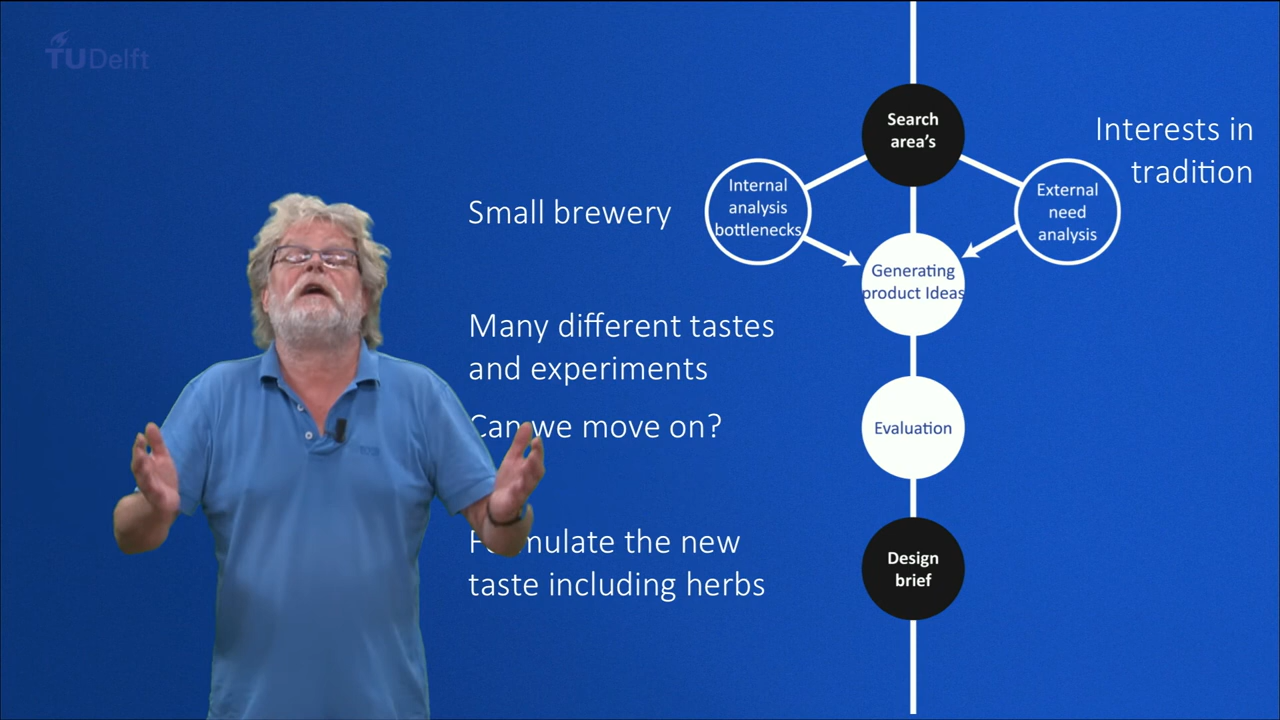 TU Delft
Search
area's
Interests in
tradition
Internal
analysis
bottlenecks
External
need
analysis
Small brewery
Generating
product Ideas
Many different tastes
and experiments
Can we move on?
Evaluation
Formulate the new
taste including herbs
Design
brief